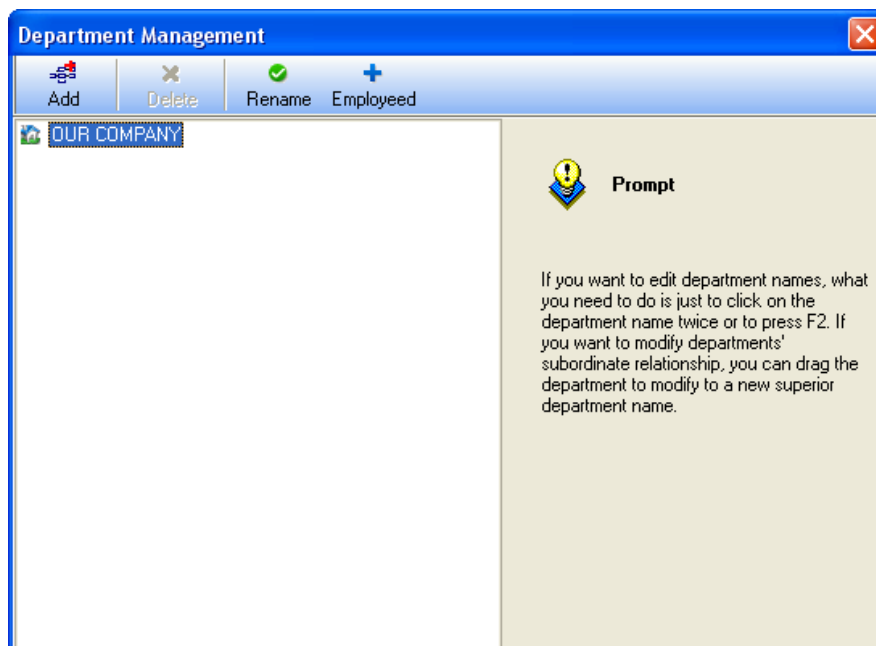 Department Management
Add
Delete
Rename
Employeed
OUR COMPANY
Prompt
If you want to edit department names, what
you need to do is just to click on the
department name twice or to press F2. If
you want to modify departments'
subordinate relationship, you can drag the
department to modify to a new superior
department name.